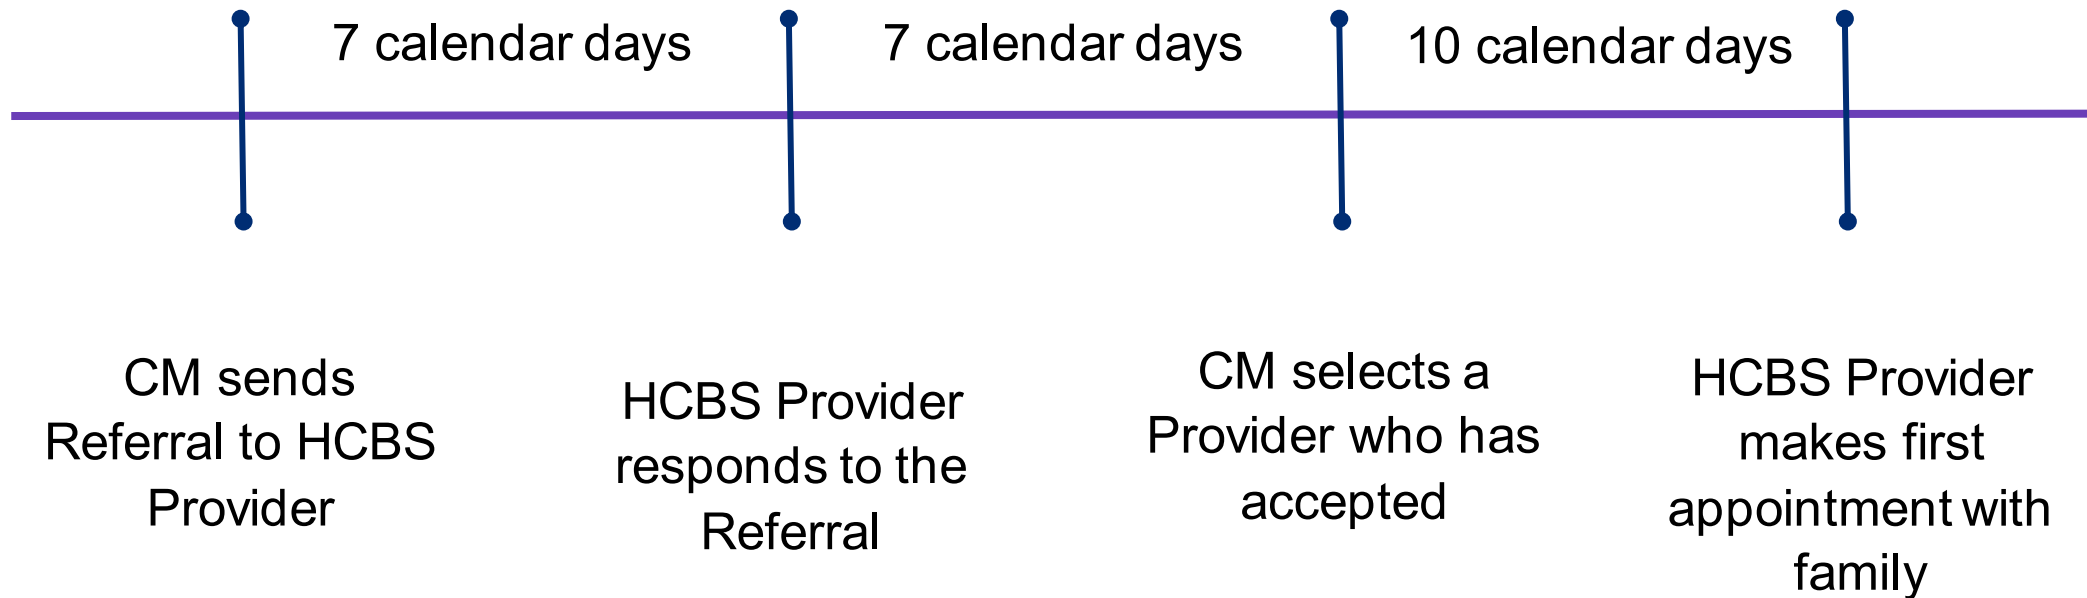 7 calendar days
7 calendar days
10 calendar days
CM sends
Referral to HCBS
Provider
HCBS Provider
responds to the
Referral
CM selects a
Provider who has
accepted
HCBS Provider
makes first
appointment with
family